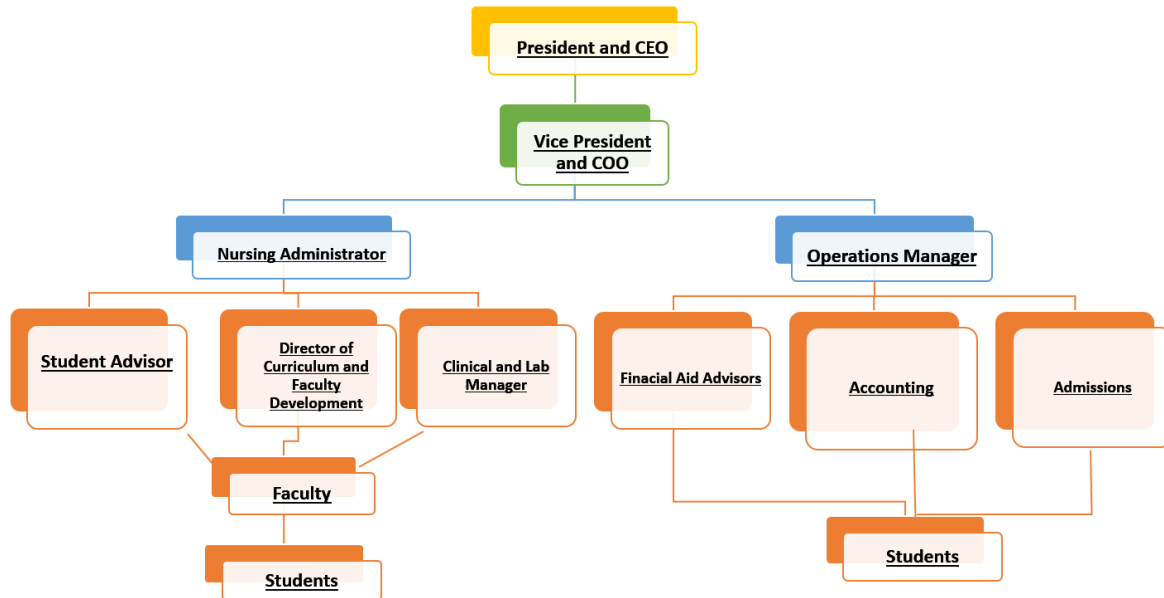 President and CEO
Vice President
and COO
Nursing Administrator
Operations Manager
Student Advisor
Director of
Curriculum and
Faculty
Development
Clinical and Lab
Manager
Finacial Aid Advisors
Accounting
Admissions
Faculty
Students
Students